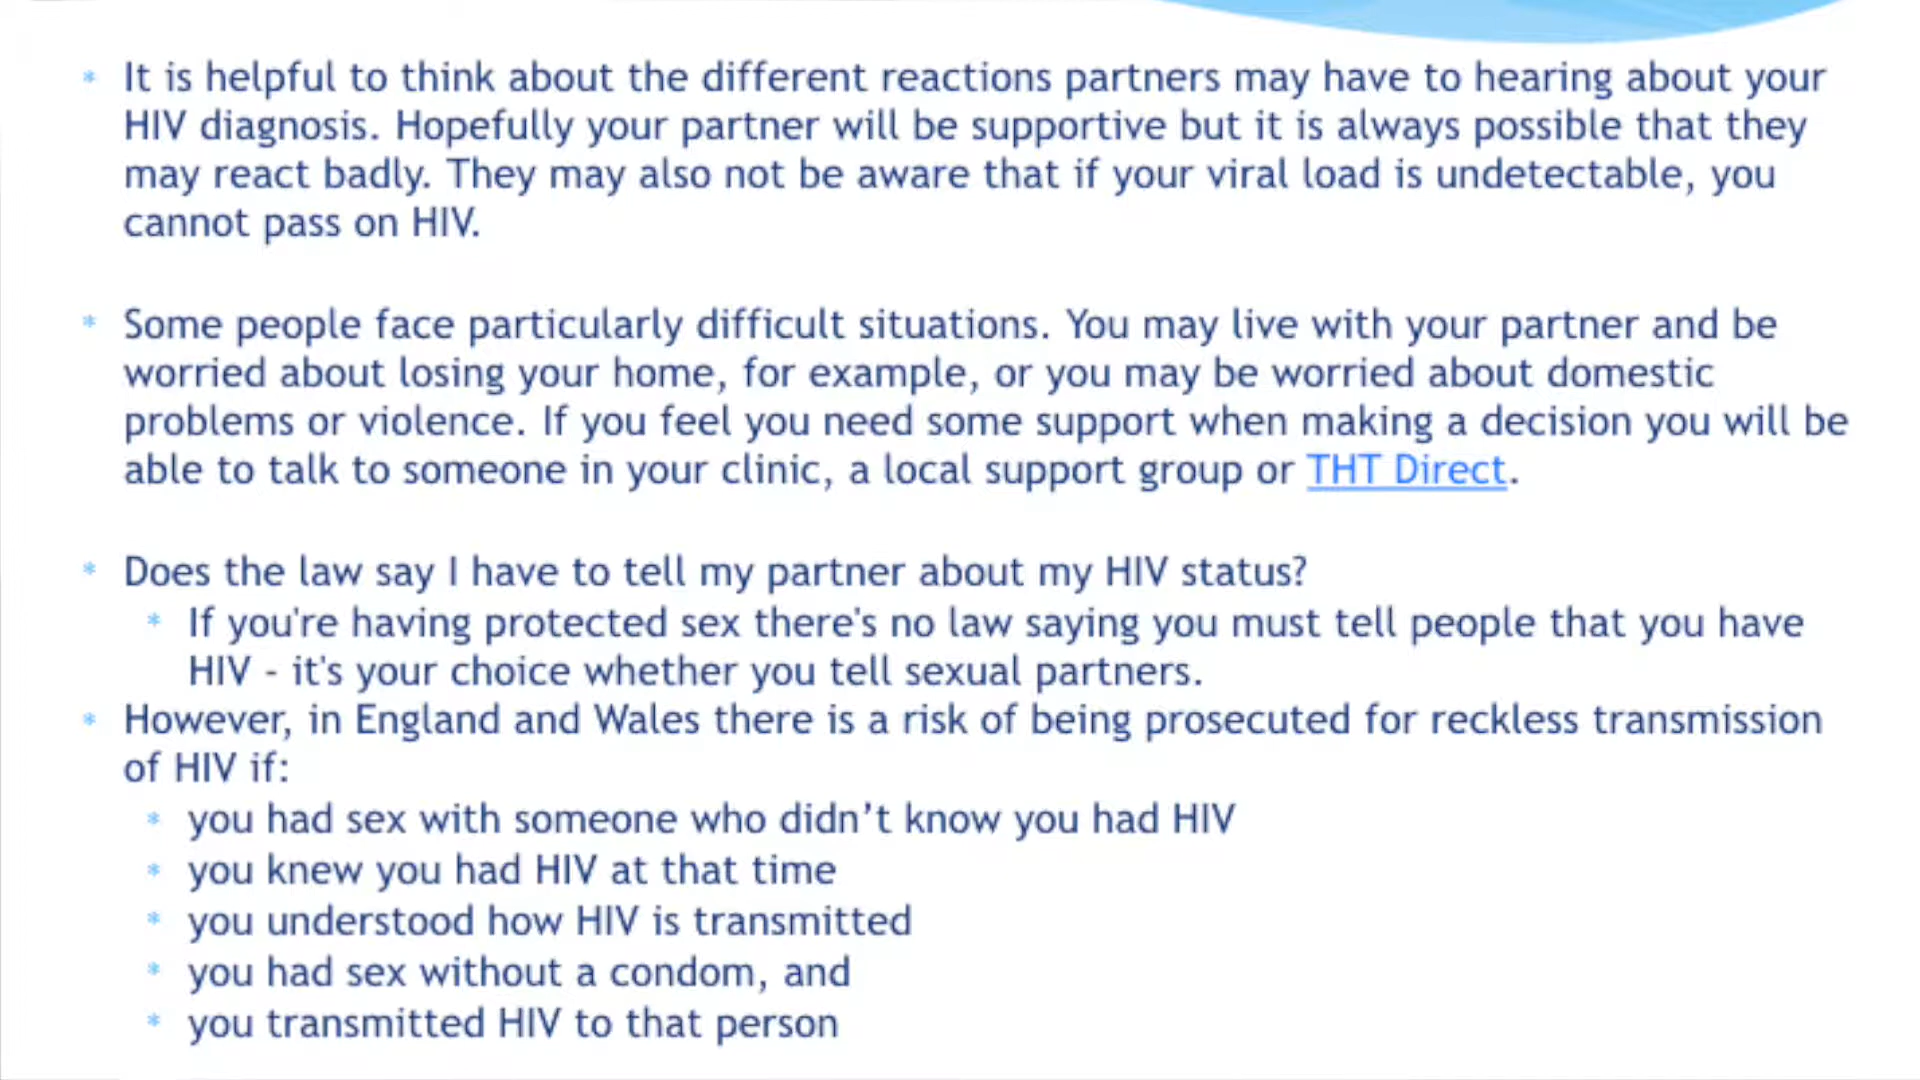 * It is helpful to think about the different reactions partners may have to hearing about your
HIV diagnosis. Hopefully your partner will be supportive but it is always possible that they
may react badly. They may also not be aware that if your viral load is undetectable, you
cannot pass on HIV.
* Some people face particularly difficult situations. You may live with your partner and be
worried about losing your home, for example, or you may be worried about domestic
problems or violence. If you feel you need some support when making a decision you will be
able to talk to someone in your clinic, a local support group or THT Direct.
* Does the law say I have to tell my partner about my HIV status?
* If you're having protected sex there's no law saying you must tell people that you have
HIV - it's your choice whether you tell sexual partners.
* However, in England and Wales there is a risk of being prosecuted for reckless transmission
of HIV if:
* you had sex with someone who didn’t know you had HIV
* you knew you had HIV at that time
* you understood how HIV is transmitted
* you had sex without a condom, and
* you transmitted HIV to that person